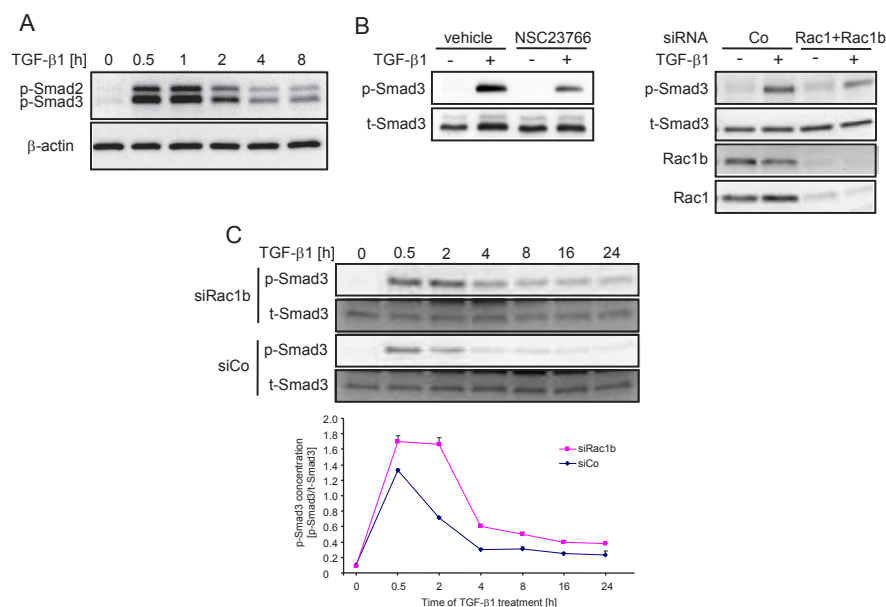 A
TGF-β1 [h] 0 0.5 1 2 4 8
p-Smad2
p-Smad3
β-actin
B
vehicle NSC23766
TGF-β1 - + - +
p-Smad3
t-Smad3
siRNA Co Rac1+Rac1b
TGF-β1 - + - +
p-Smad3
t-Smad3
Rac1b
Rac1
C
TGF-β1 [h] 0 0.5 2 4 8 16 24
siRac1b
p-Smad3
t-Smad3
siCo
p-Smad3
t-Smad3
p-Smad3 concentration
[p-Smad3/t-Smad3]
2.0
1.8
1.6
1.4
1.2
1.0
0.8
0.6
0.4
0.2
0
siRac1b
siCo
0 0.5 2 4 8 16 24
Time of TGF-β1 treatment [h]